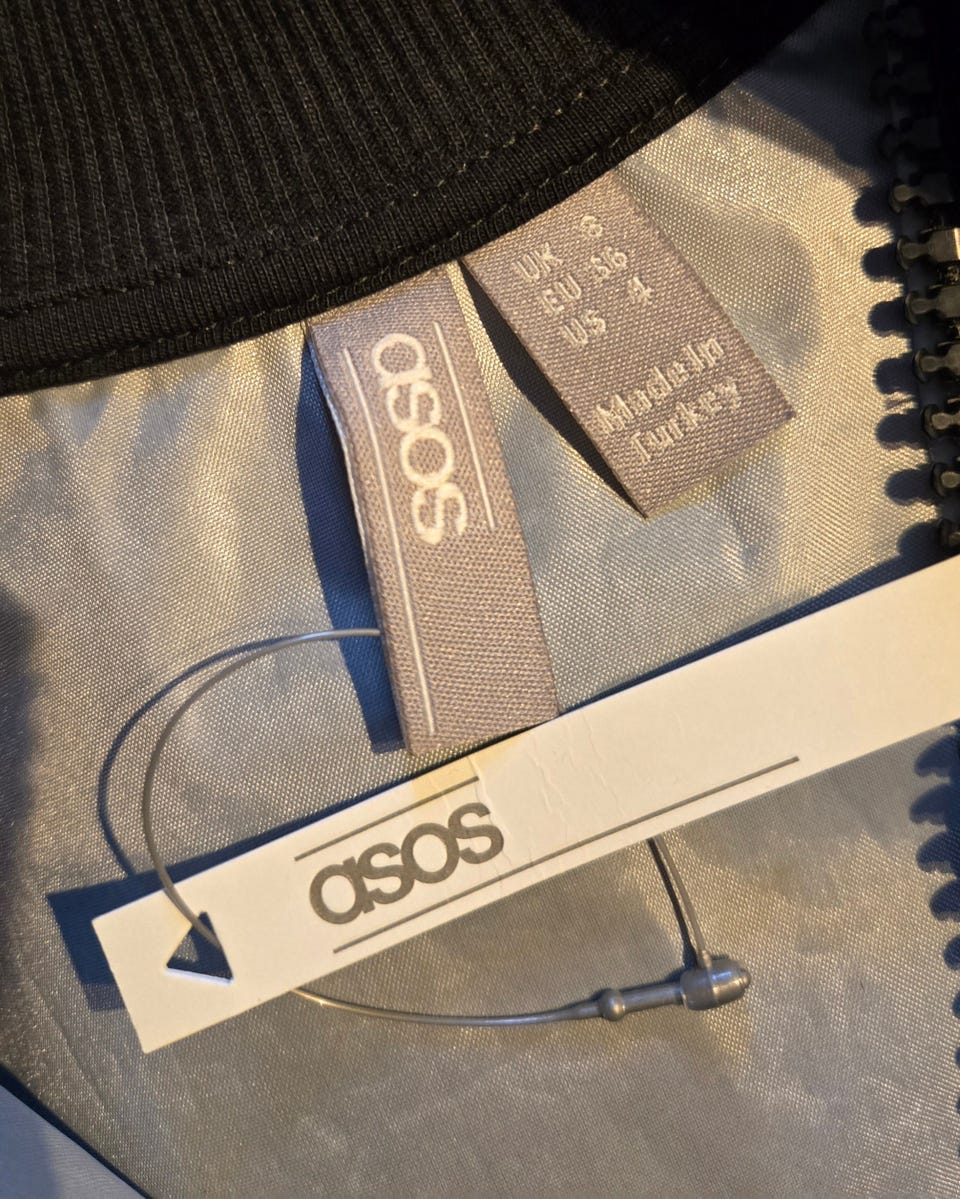 asos
UK 8
EU 36
US 4
Made In
Turkey
asos